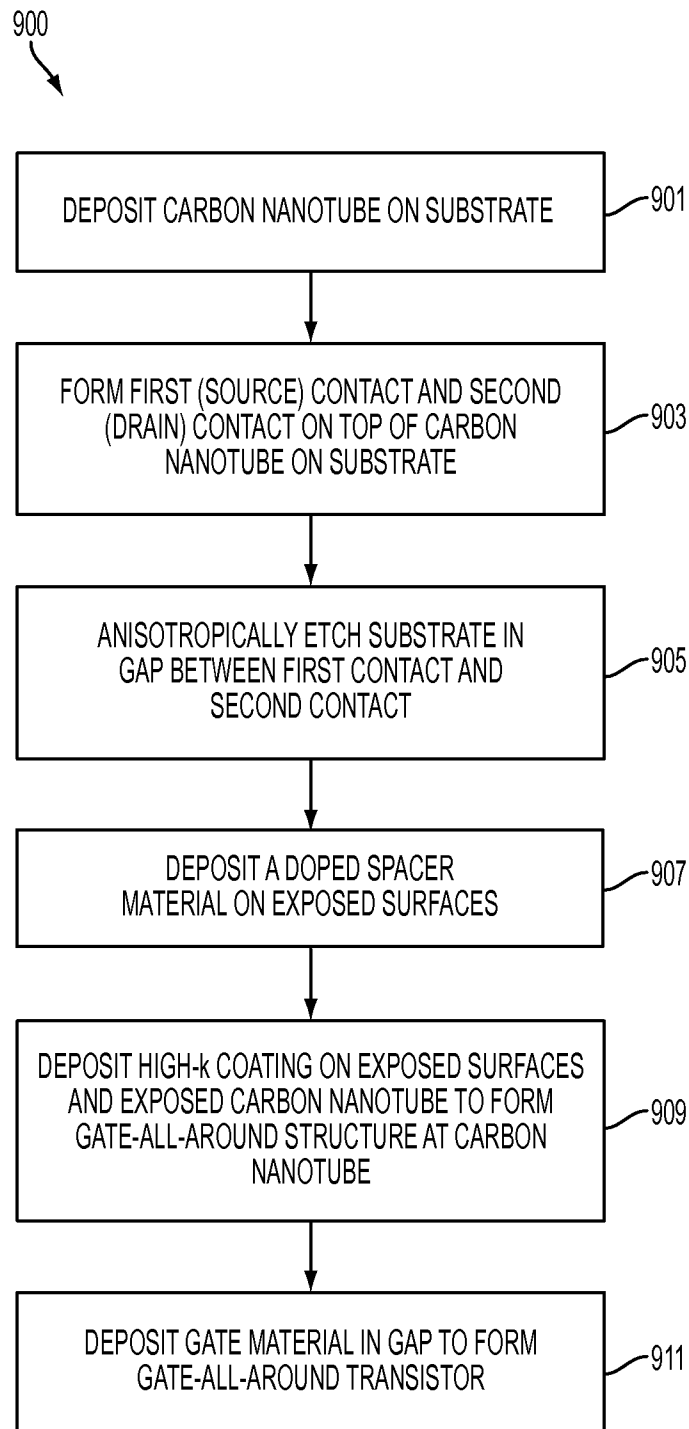 900
DEPOSIT CARBON NANOTUBE ON SUBSTRATE
901
FORM FIRST (SOURCE) CONTACT AND SECOND
(DRAIN) CONTACT ON TOP OF CARBON
NANOTUBE ON SUBSTRATE
903
ANISOTROPICALLY ETCH SUBSTRATE IN
GAP BETWEEN FIRST CONTACT AND
SECOND CONTACT
905
DEPOSIT A DOPED SPACER
MATERIAL ON EXPOSED SURFACES
907
DEPOSIT HIGH-k COATING ON EXPOSED SURFACES
AND EXPOSED CARBON NANOTUBE TO FORM
GATE-ALL-AROUND STRUCTURE AT CARBON
NANOTUBE
909
DEPOSIT GATE MATERIAL IN GAP TO FORM
GATE-ALL-AROUND TRANSISTOR
911